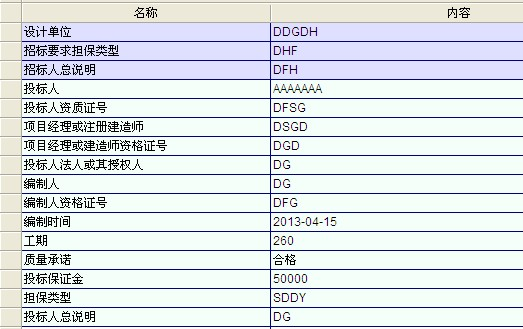 名称 内容
设计单位 DDGDH
招标要求担保类型 DHF
招标人总说明 DFH
投标人 AAAAAAA
投标人资质证号 DFSG
项目经理或注册建造师 DSGD
项目经理或建造师资格证号 DGD
投标人法人或其授权人 DG
编制人 DG
编制人资格证号 DFG
编制时间 2013-04-15
工期 260
质量承诺 合格
投标保证金 50000
担保类型 SDDY
投标人总说明 DG